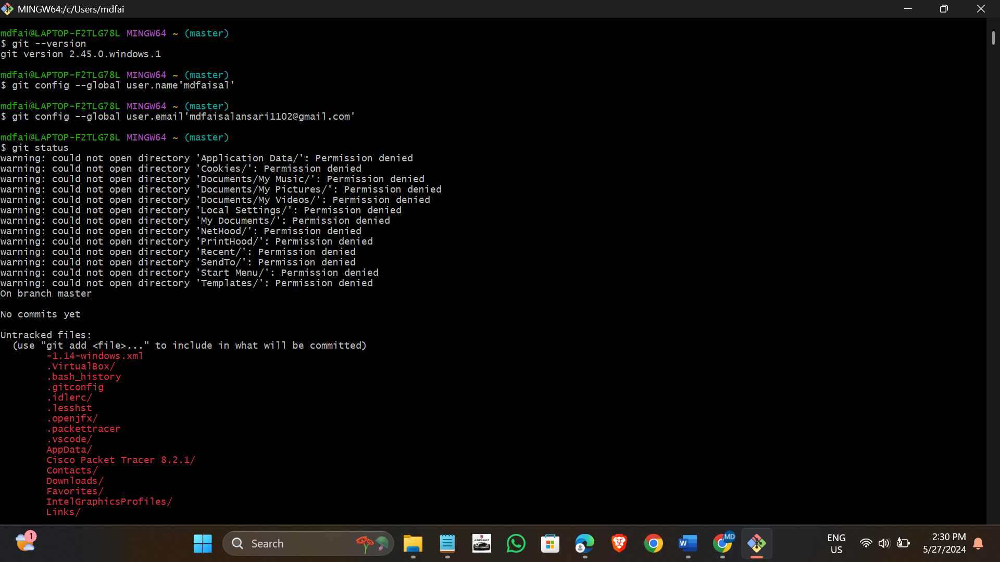 MINGW64:/c/Users/mdfai
mdfai@LAPTOP-F2TLG78L MINGW64 ~ (master)
$ git --version
git version 2.45.0.windows.1
mdfai@LAPTOP-F2TLG78L MINGW64 ~ (master)
$ git config --global user.name'mdfaisal'
mdfai@LAPTOP-F2TLG78L MINGW64 ~ (master)
$ git config --global user.email'mdfaisalansari1102@gmail.com'
mdfai@LAPTOP-F2TLG78L MINGW64 ~ (master)
$ git status
warning: could not open directory 'Application Data/': Permission denied
warning: could not open directory 'Cookies/': Permission denied
warning: could not open directory 'Documents/My Music/': Permission denied
warning: could not open directory 'Documents/My Pictures/': Permission denied
warning: could not open directory 'Documents/My Videos/': Permission denied
warning: could not open directory 'Local Settings/': Permission denied
warning: could not open directory 'My Documents/': Permission denied
warning: could not open directory 'NetHood/': Permission denied
warning: could not open directory 'PrintHood/': Permission denied
warning: could not open directory 'Recent/': Permission denied
warning: could not open directory 'SendTo/': Permission denied
warning: could not open directory 'Start Menu/': Permission denied
warning: could not open directory 'Templates/': Permission denied
On branch master
No commits yet
Untracked files:
  (use "git add <file>..." to include in what will be committed)
        -1.14-windows.xml
        .VirtualBox/
        .bash_history
        .gitconfig
        .idlerc/
        .lesshst
        .openjfx/
        .packettracer
        .vscode/
        AppData/
        Cisco Packet Tracer 8.2.1/
        Contacts/
        Downloads/
        Favorites/
        IntelGraphicsProfiles/
        Links/
1
Search
ASPHALT
W
MD
ENG
US
2:30 PM
5/27/2024